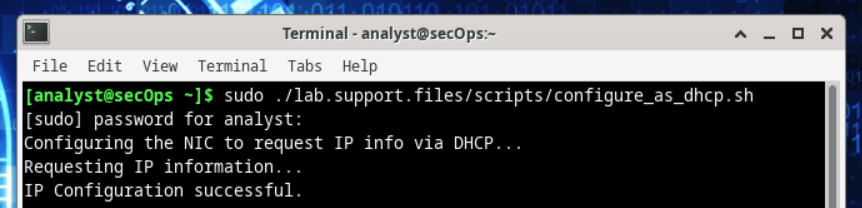 Terminal - analyst@secOps:~
File Edit View Terminal Tabs Help
[analyst@secOps ~]$ sudo ./lab.support.files/scripts/configure_as_dhcp.sh
[sudo] password for analyst:
Configuring the NIC to request IP info via DHCP...
Requesting IP information...
IP Configuration successful.